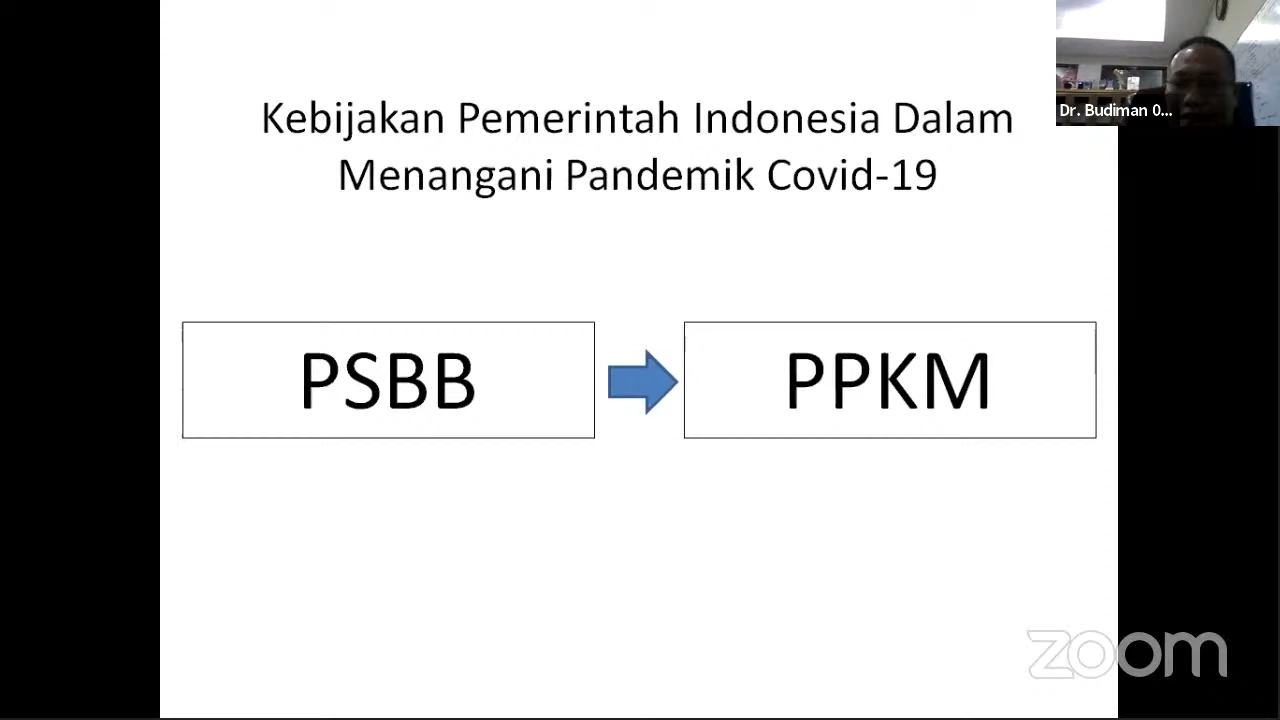 Dr. Budiman 0...
Kebijakan Pemerintah Indonesia Dalam
Menangani Pandemik Covid-19
PSBB
PPKM
zoom